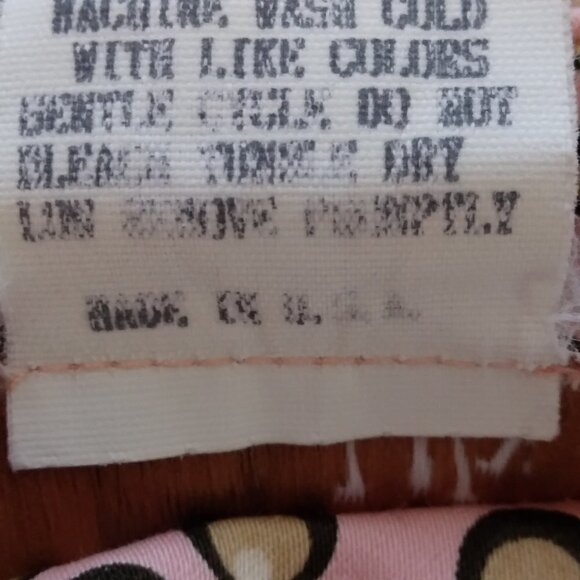 MACHINE WASH COLD
WITH LIKE COLORS
GENTLE CYCLE DO NOT
BLEACH TUMBLE DRY
LOW REMOVE PROMPTLY
MADE IN U.S.A.